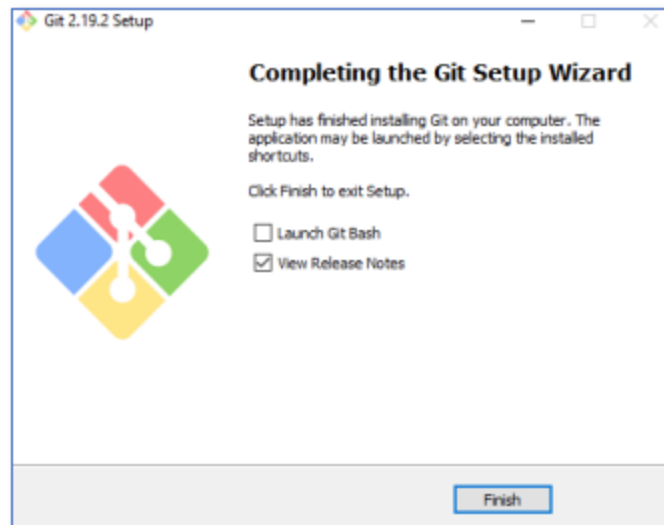 Git 2.19.2 Setup
Completing the Git Setup Wizard
Setup has finished installing Git on your computer. The
application may be launched by selecting the installed
shortcuts.
Click Finish to exit Setup.
Launch Git Bash
View Release Notes
Finish